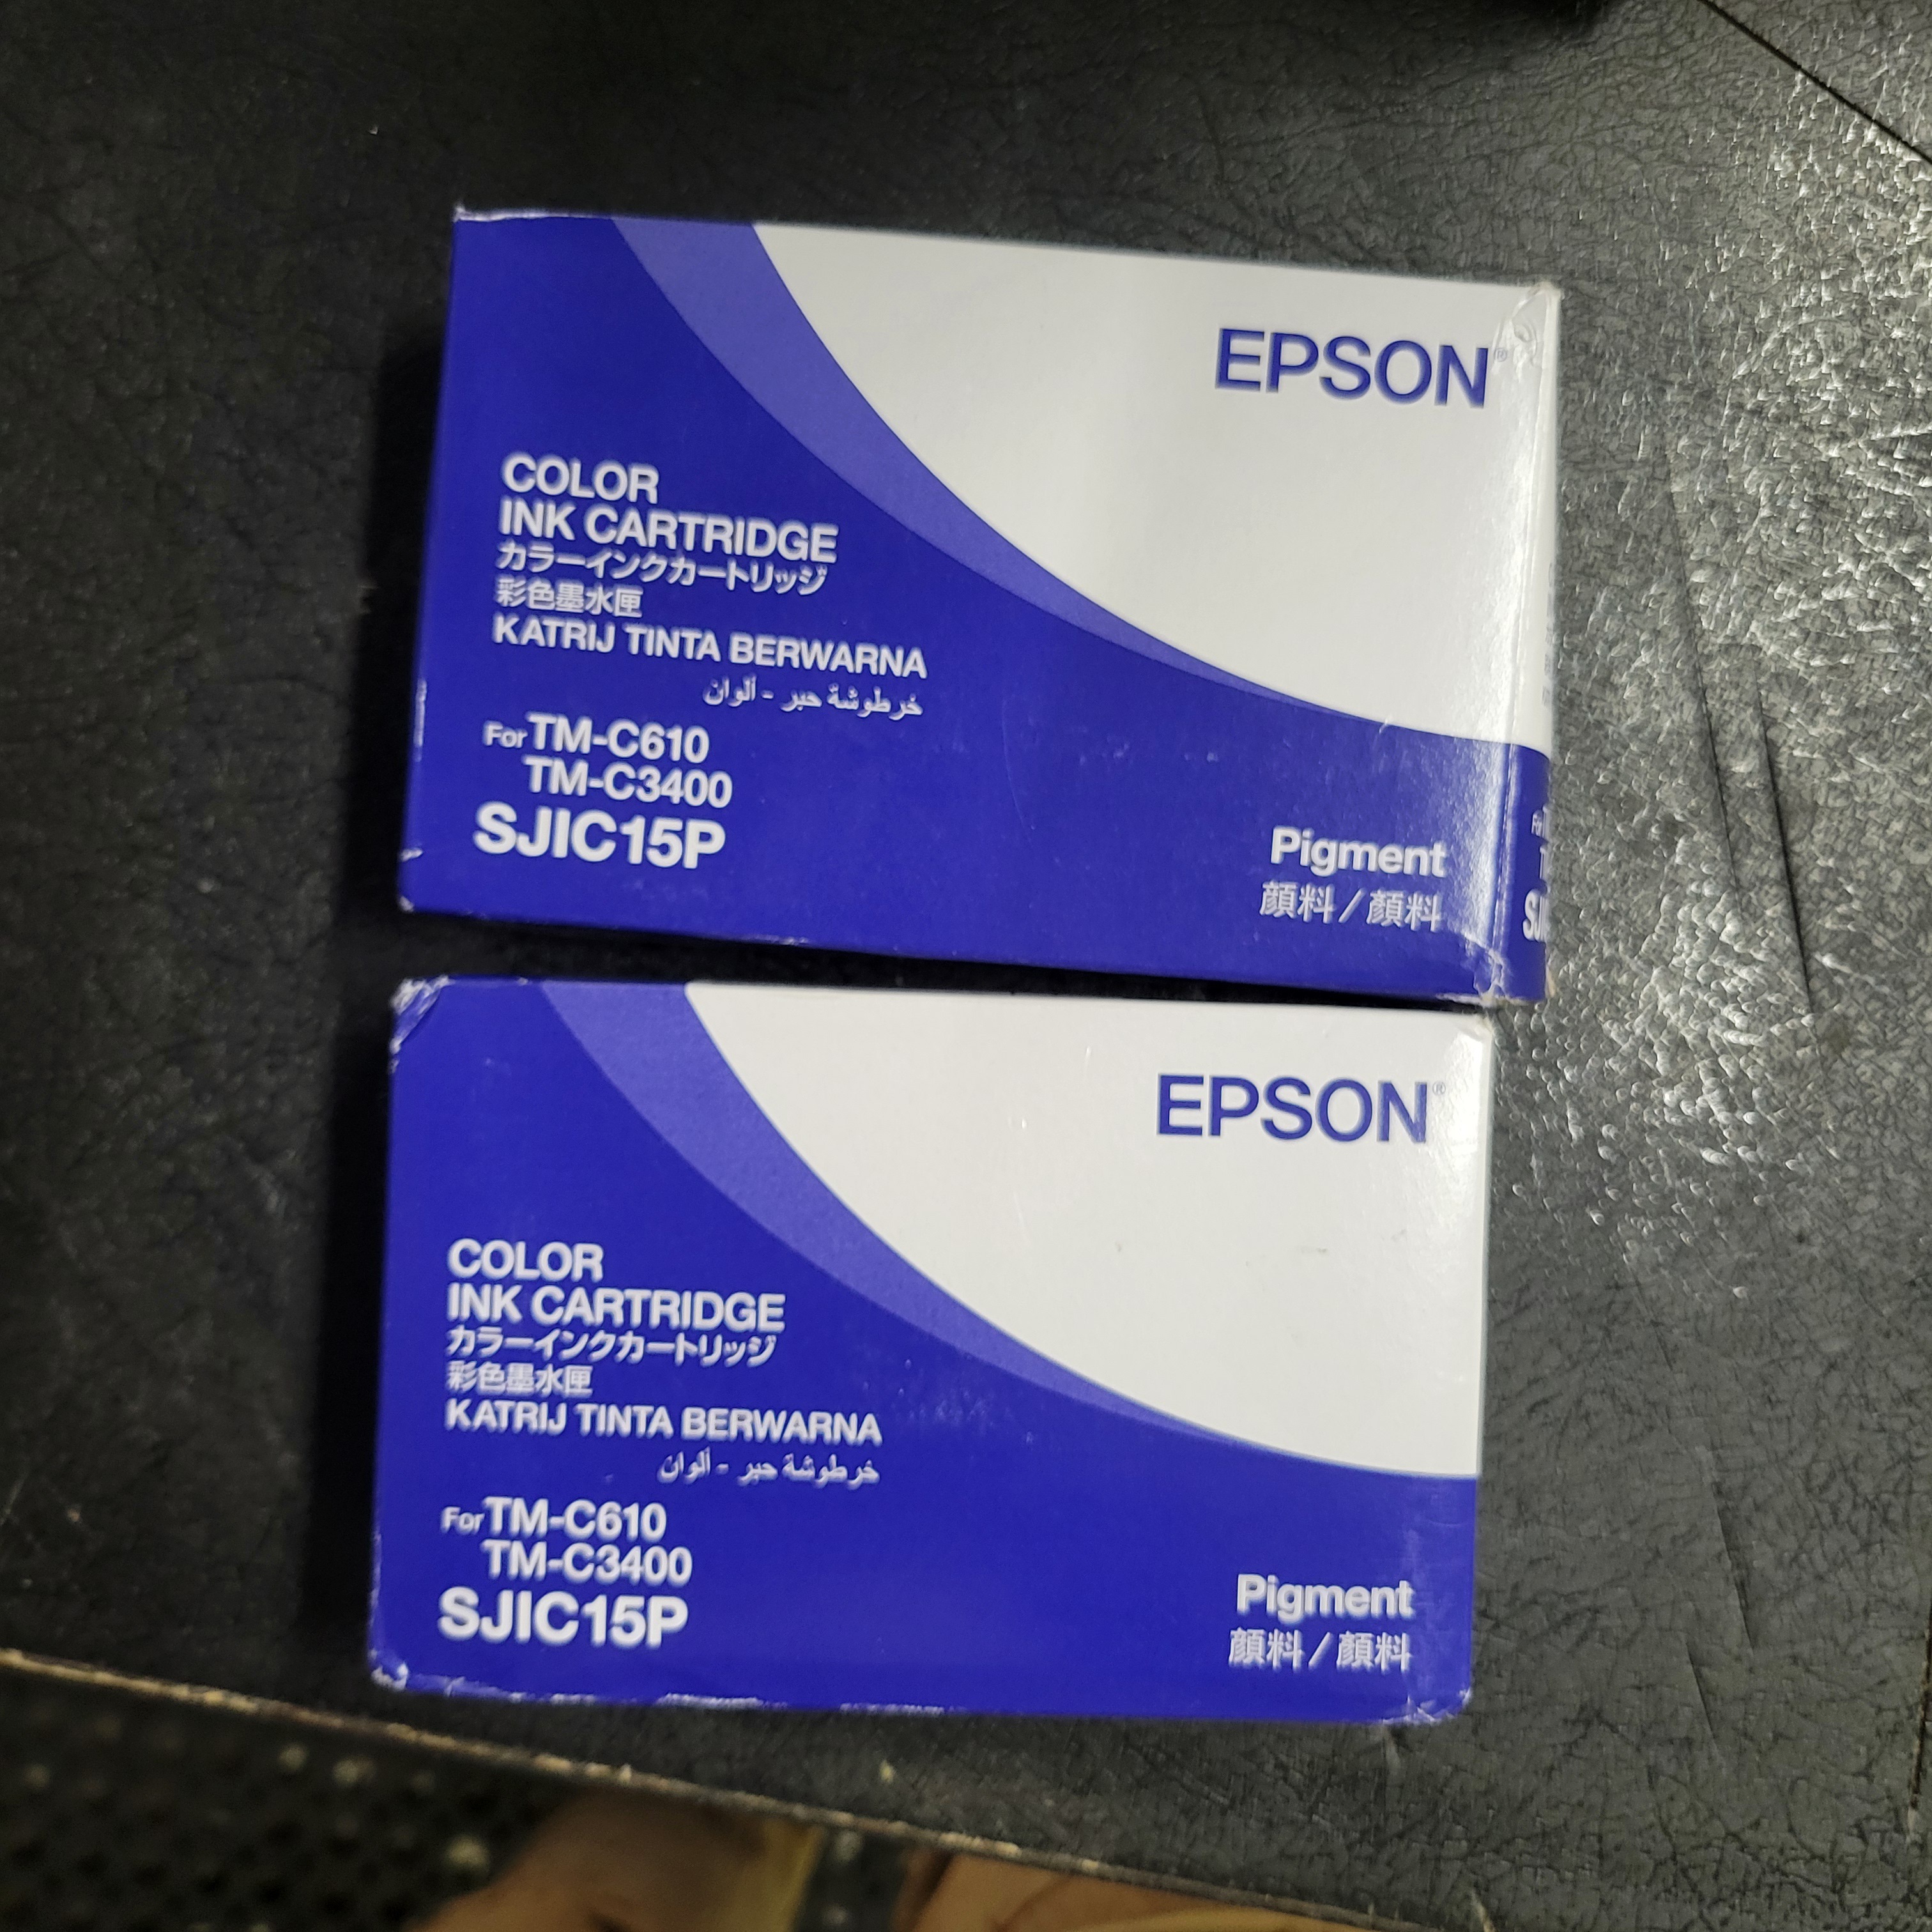 EPSON®
COLOR
INK CARTRIDGE
カラーインクカートリッジ
彩色墨水匣
KATRIJ TINTA BERWARNA
خرطوشة حبر - ألوان
For TM-C610
TM-C3400
SJIC15P
Pigment
顔料／顏料
EPSON®
COLOR
INK CARTRIDGE
カラーインクカートリッジ
彩色墨水匣
KATRIJ TINTA BERWARNA
خرطوشة حبر - ألوان
For TM-C610
TM-C3400
SJIC15P
Pigment
顔料／顏料